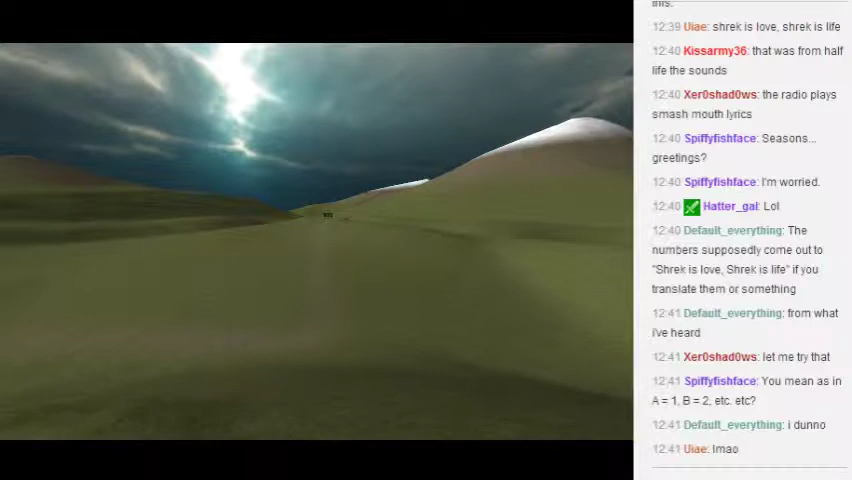 this.
12:39 Uiae: shrek is love, shrek is life
12:40 Kissarmy36: that was from half
life the sounds
12:40 Xer0shad0ws: the radio plays
smash mouth lyrics
12:40 Spiffyfishface: Seasons...
greetings?
12:40 Spiffyfishface: I'm worried.
12:40 Hatter_gal: Lol
12:40 Default_everything: The
numbers supposedly come out to
"Shrek is love, Shrek is life" if you
translate them or something
12:41 Default_everything: from what
i've heard
12:41 Xer0shad0ws: let me try that
12:41 Spiffyfishface: You mean as in
A = 1, B = 2, etc. etc?
12:41 Default_everything: i dunno
12:41 Uiae: lmao